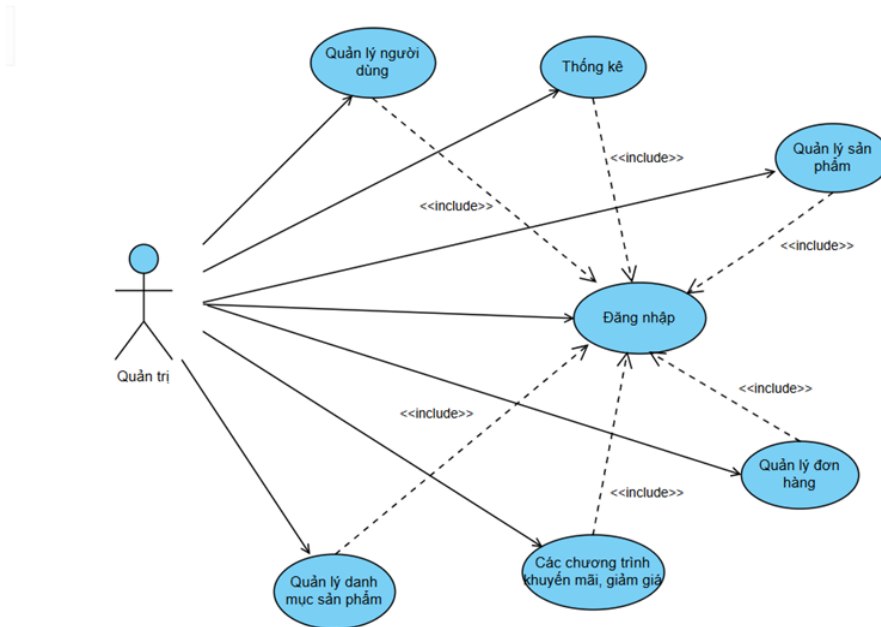 Quản lý người
dùng
Thống kê
Quản lý sản
phẩm
<<include>>
<<include>>
<<include>>
Đăng nhập
Quản trị
<<include>>
<<include>>
Quản lý đơn
hàng
<<include>>
Các chương trình
khuyến mãi, giảm giá
Quản lý danh
mục sản phẩm